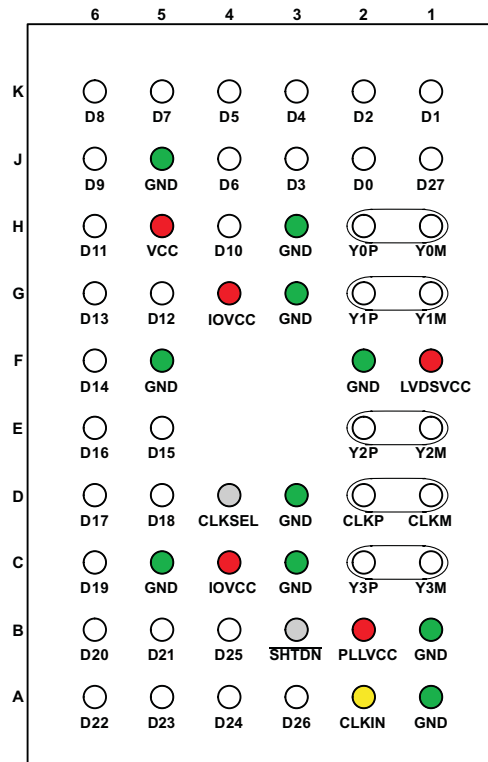 6 5 4 3 2 1
K
D8 D7 D5 D4 D2 D1
J
D9 GND D6 D3 D0 D27
H
D11 VCC D10 GND Y0P Y0M
G
D13 D12 IOVCC GND Y1P Y1M
F
D14 GND GND LVDSVCC
E
D16 D15 Y2P Y2M
D
D17 D18 CLKSEL GND CLKP CLKM
C
D19 GND IOVCC GND Y3P Y3M
B
D20 D21 D25 SHTDN PLLVCC GND
A
D22 D23 D24 D26 CLKIN GND